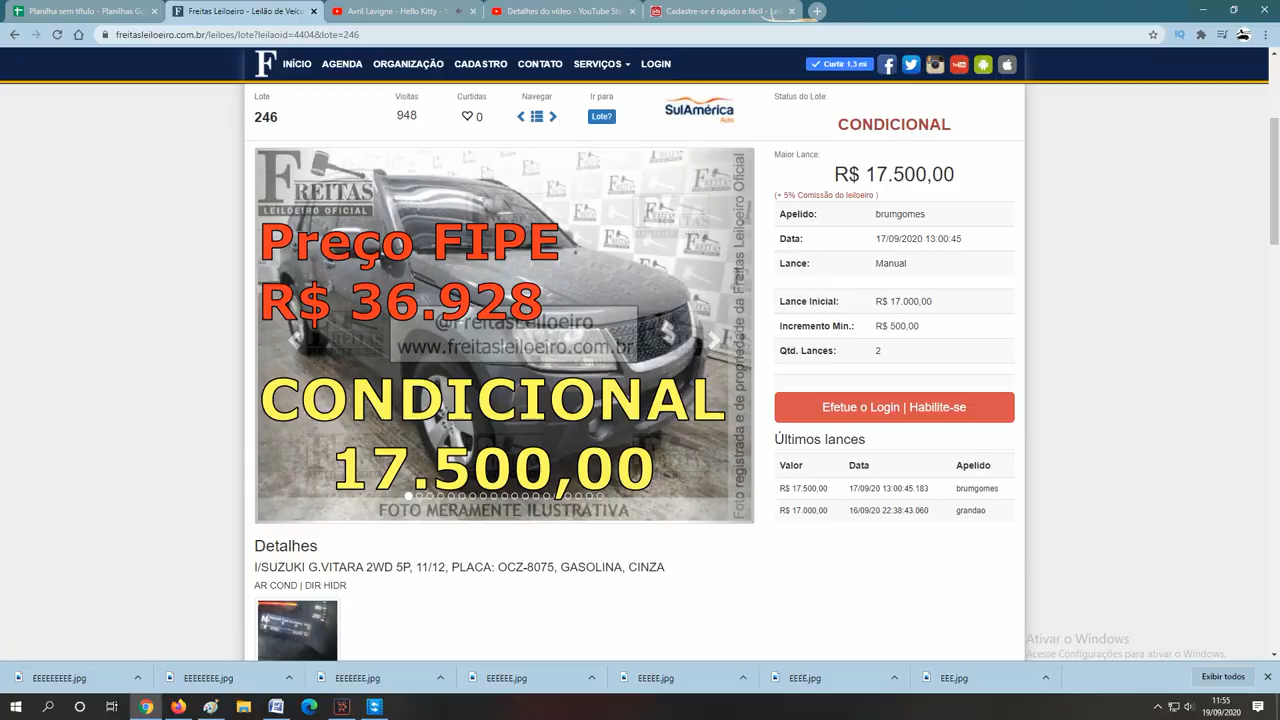 Planilha sem título - Planilhas Go
Freitas Leiloeiro - Leilão de Veíc
Avril Lavigne - Hello Kitty -
Detalhes do vídeo - YouTube Stu
Cadastre-se é fácil, rápido e grá
freitasleiloeiro.com.br/leiloes/lote?leilaoid=4404&lote=246
F INÍCIO AGENDA ORGANIZAÇÃO CADASTRO CONTATO SERVIÇOS LOGIN
Curtir 1,3 mi
Lote Visitas Curtidas Navegar Ir para
246 948 0 Lote?
SulAmérica
Auto
Status do Lote:
CONDICIONAL
FREITAS
LEILOEIRO OFICIAL
Preço FIPE
R$ 36.928
@FreitasLeiloeiro
www.freitasleiloeiro.com.br
CONDICIONAL
17.500,00
FOTO MERAMENTE ILUSTRATIVA
Foto registrada e de propriedade da Freitas Leiloeiro Oficial
Maior Lance:
R$ 17.500,00
(+ 5% Comissão do leiloeiro )
Apelido: brumgomes
Data: 17/09/2020 13:00:45
Lance: Manual
Lance Inicial: R$ 17.000,00
Incremento Min.: R$ 500,00
Qtd. Lances: 2
Efetue o Login | Habilite-se
Últimos lances
Valor Data Apelido
R$ 17.500,00 17/09/20 13:00:45.183 brumgomes
R$ 17.000,00 16/09/20 22:38:43.060 grandao
Detalhes
I/SUZUKI G.VITARA 2WD 5P, 11/12, PLACA: OCZ-8075, GASOLINA, CINZA
AR COND | DIR HIDR
Ativar o Windows
Acesse Configurações para ativar o Windows.
EEEEEEEEE.jpg
EEEEEEEE.jpg
EEEEEEE.jpg
EEEEEE.jpg
EEEEE.jpg
EEEE.jpg
EEE.jpg
Exibir todos
11:55
19/09/2020